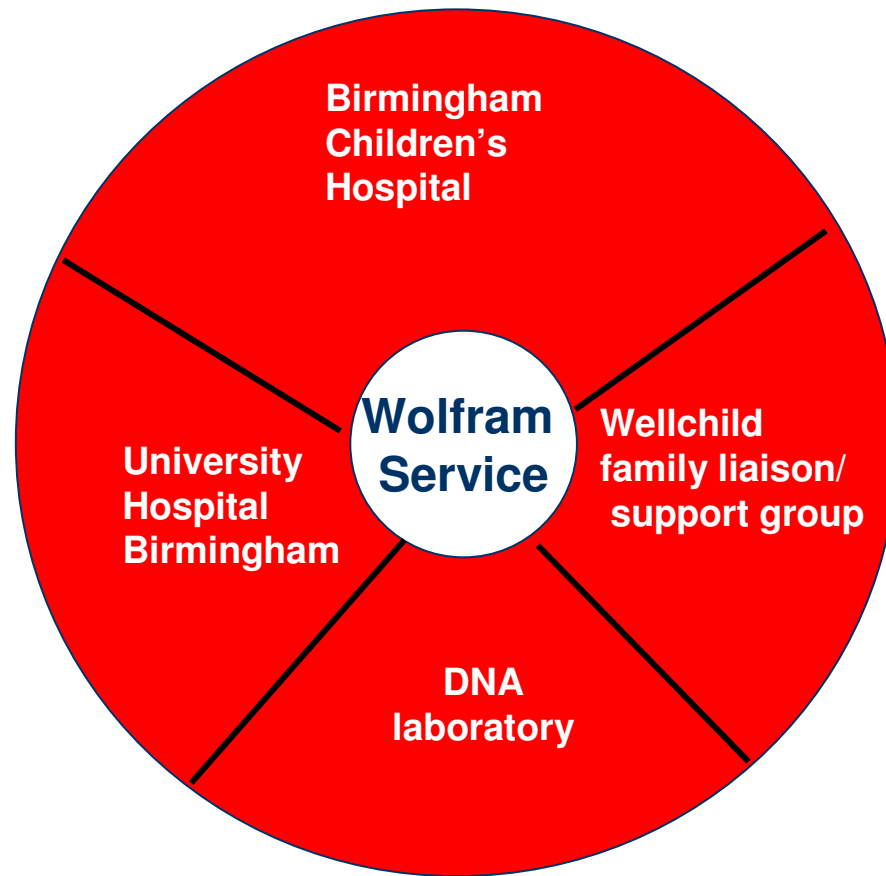 Birmingham
Children’s
Hospital
Wolfram
Service
Wellchild
family liaison/
support group
University
Hospital
Birmingham
DNA
laboratory